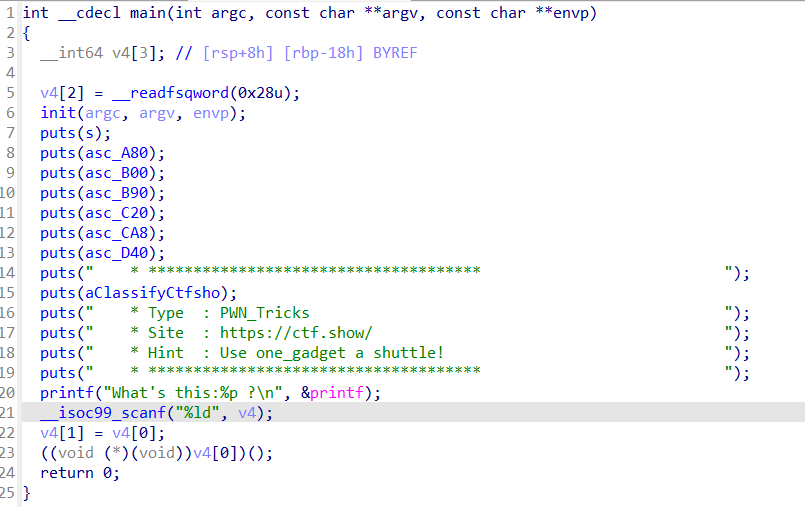 1 int __cdecl main(int argc, const char **argv, const char **envp)
2 {
3   __int64 v4[3]; // [rsp+8h] [rbp-18h] BYREF
4
5   v4[2] = __readfsqword(0x28u);
6   init(argc, argv, envp);
7   puts(s);
8   puts(asc_A80);
9   puts(asc_B00);
10   puts(asc_B90);
11   puts(asc_C20);
12   puts(asc_CA8);
13   puts(asc_D40);
14   puts("    * *************************************                           ");
15   puts(aClassifyCtfsho);
16   puts("    * Type  : PWN_Tricks                                              ");
17   puts("    * Site  : https://ctf.show/                                       ");
18   puts("    * Hint  : Use one_gadget a shuttle!                               ");
19   puts("    * *************************************                           ");
20   printf("What's this:%p ?\n", &printf);
21   __isoc99_scanf("%ld", v4);
22   v4[1] = v4[0];
23   ((void (*)(void))v4[0])();
24   return 0;
25 }